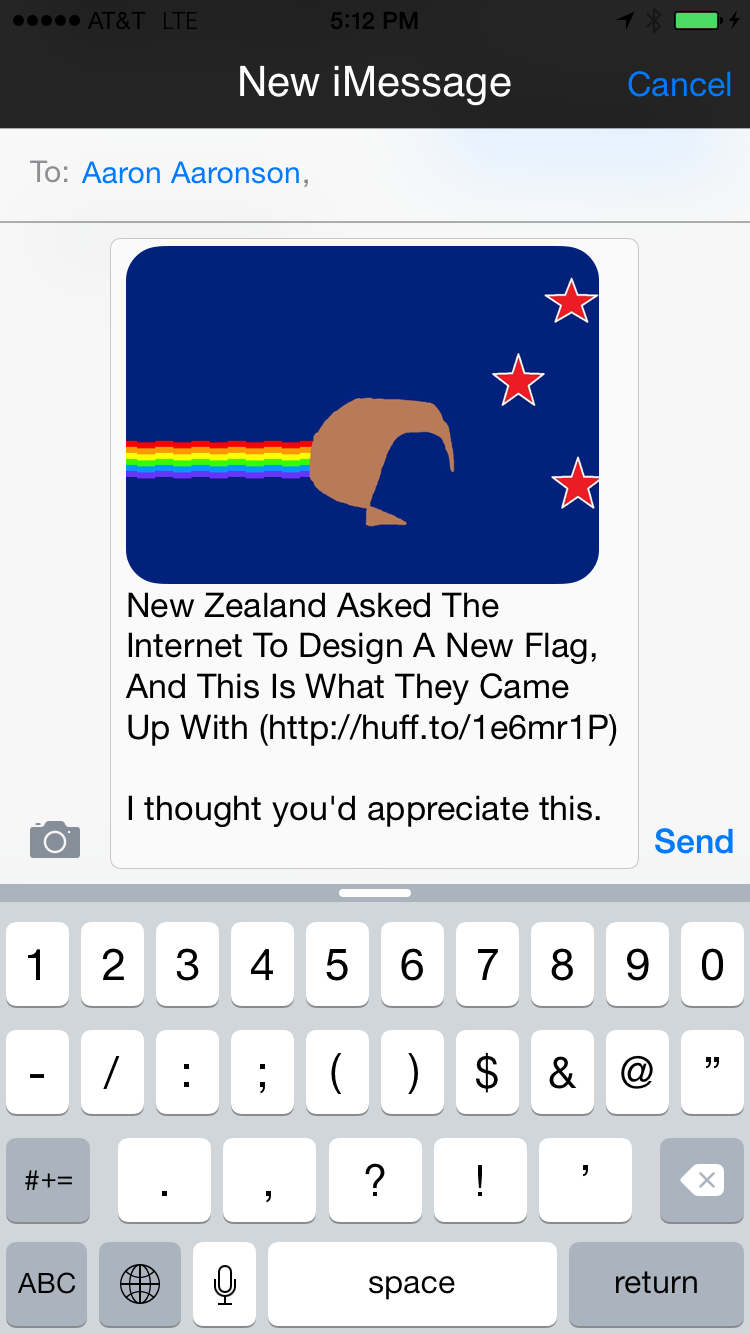 AT&T LTE 5:12 PM
New iMessage Cancel
To: Aaron Aaronson,
New Zealand Asked The
Internet To Design A New Flag,
And This Is What They Came
Up With (http://huff.to/1e6mr1P)
I thought you'd appreciate this.
Send
1 2 3 4 5 6 7 8 9 0
- / : ; ( ) $ & @ ”
#+= . , ? ! ’
ABC space return